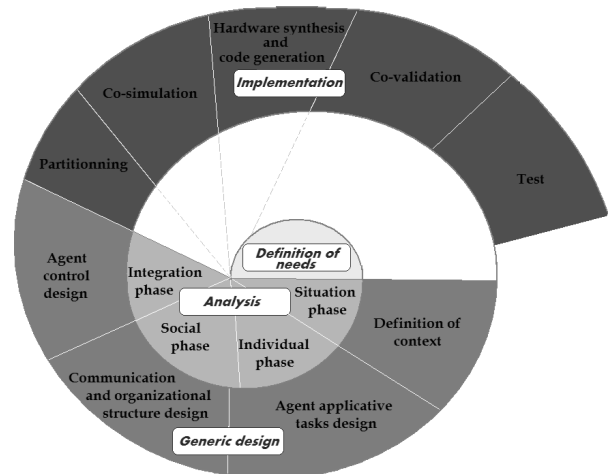 Hardware synthesis
and
code generation
Implementation
Co-validation
Co-simulation
Partitionning
Test
Definition of
needs
Agent
control
design
Integration
phase
Analysis
Situation
phase
Social
phase
Individual
phase
Definition of
context
Communication
and organizational
structure design
Agent applicative
tasks design
Generic design